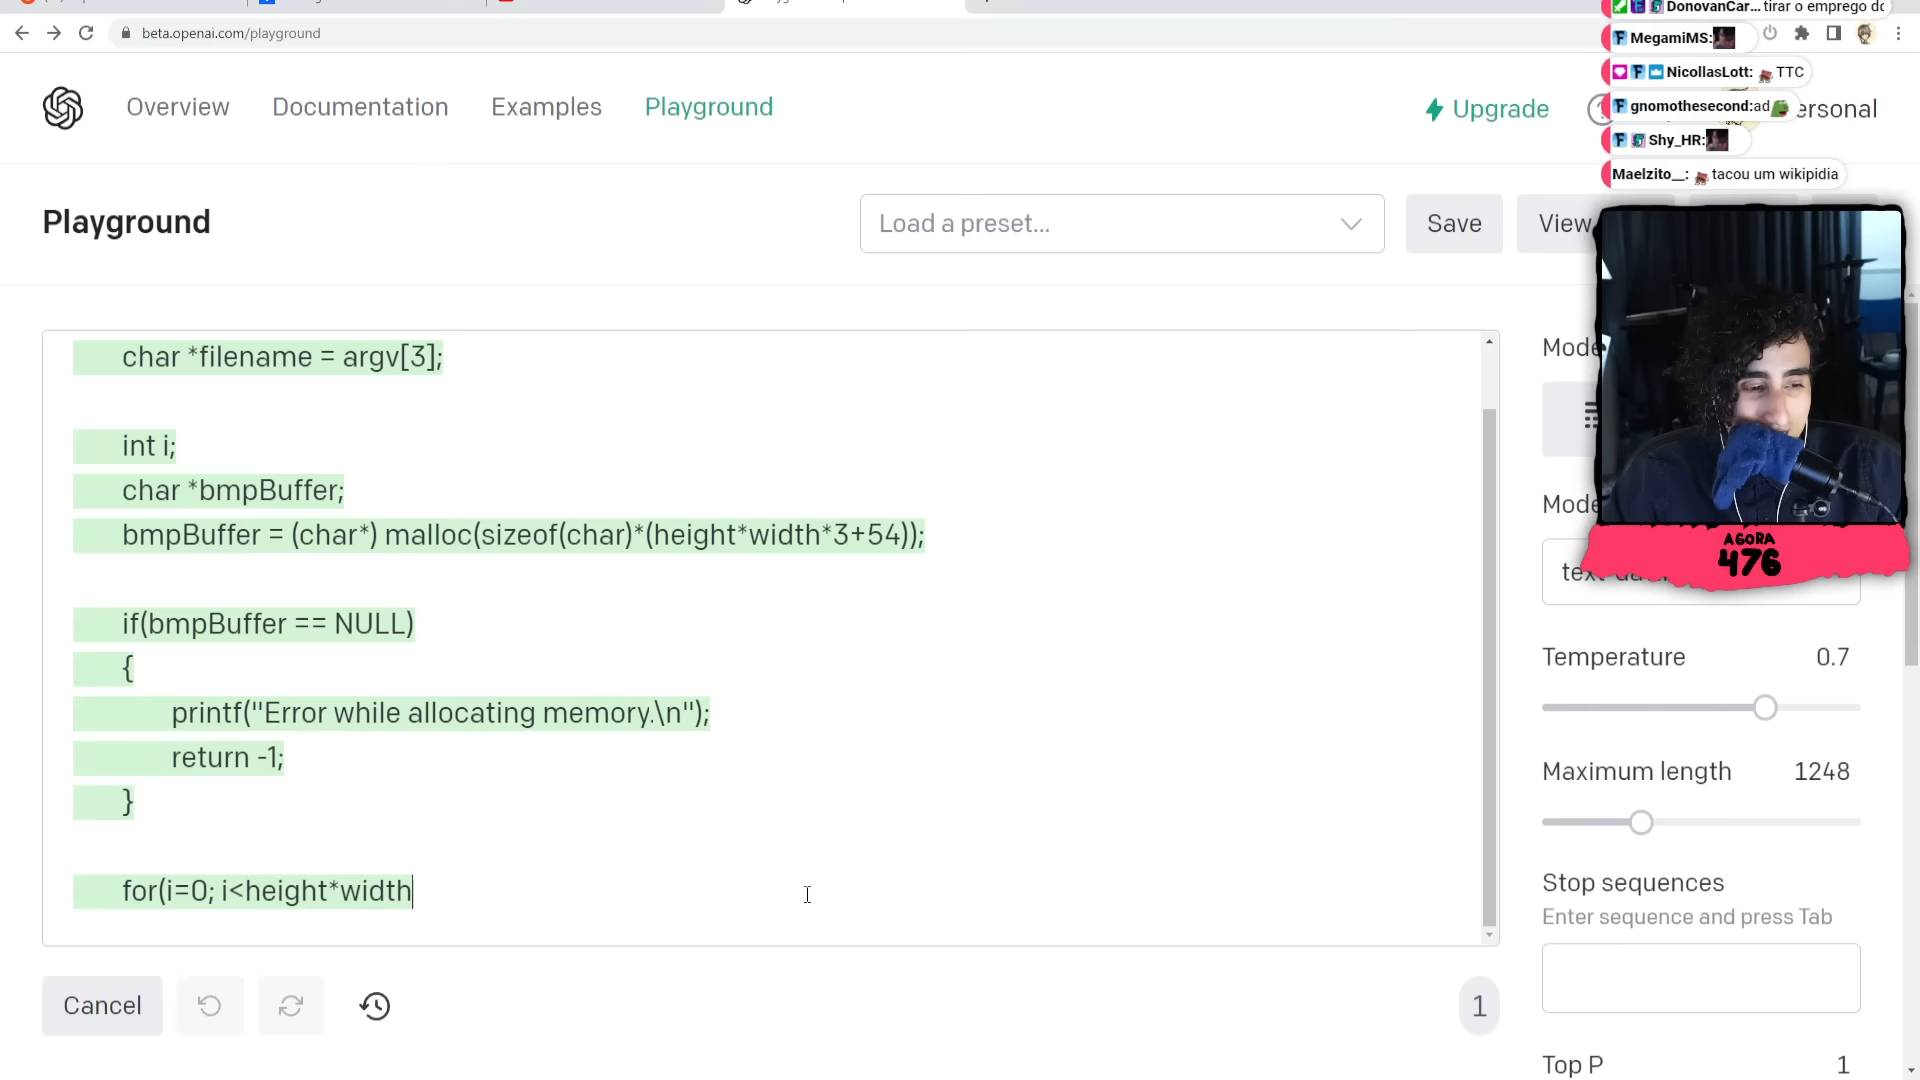 beta.openai.com/playground
Overview
Documentation
Examples
Playground
Upgrade
ersonal
DonovanCar... tirar o emprego do
MegamiMS:
NicollasLott: TTC
gnomothesecond: ad
Shy_HR:
Maelzito__: tacou um wikipidia
Playground
Load a preset...
Save
View
char *filename = argv[3];
int i;
char *bmpBuffer;
bmpBuffer = (char*) malloc(sizeof(char)*(height*width*3+54));
if(bmpBuffer == NULL)
{
printf("Error while allocating memory.\n");
return -1;
}
for(i=0; i<height*width
Mode
AGORA
476
Mode
Temperature 0.7
Maximum length 1248
Stop sequences
Enter sequence and press Tab
Top P 1
Cancel
1